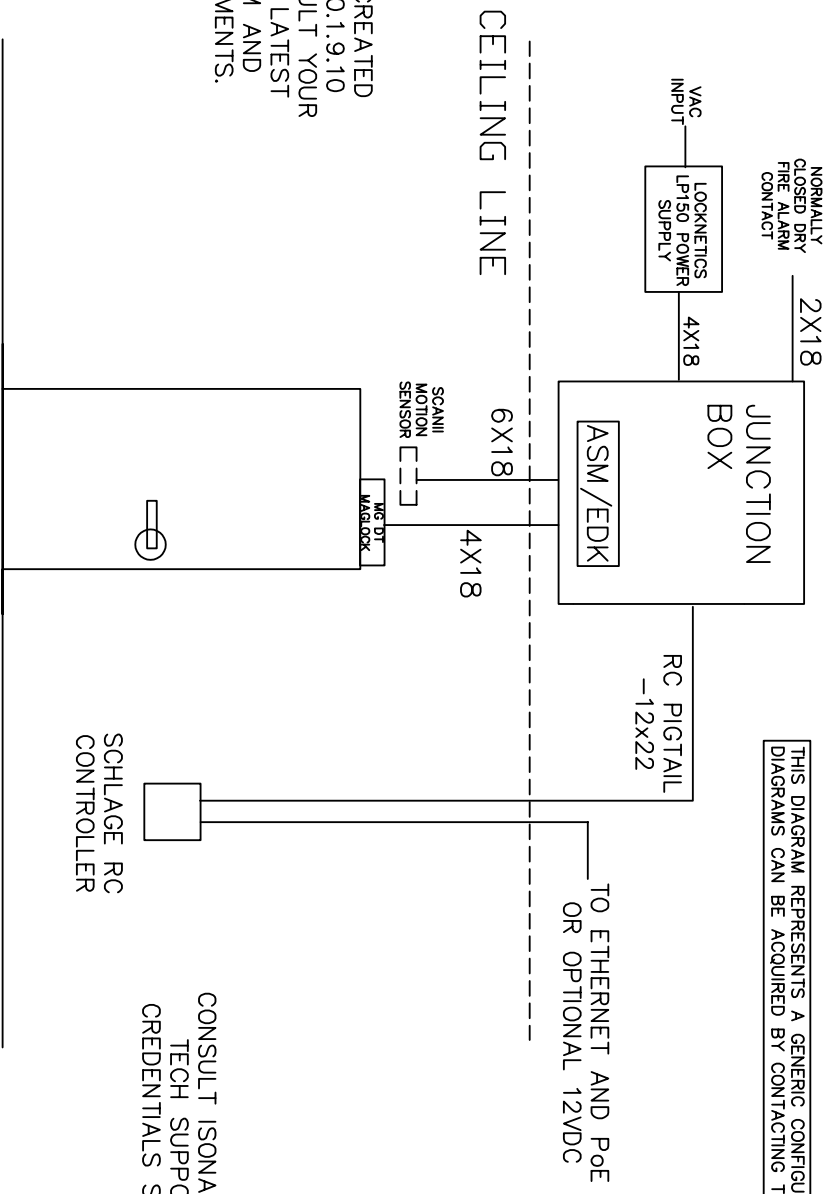 NORMALLY
CLOSED DRY
FIRE ALARM
CONTACT
2X18
THIS DIAGRAM REPRESENTS A GENERIC CONFIGU
DIAGRAMS CAN BE ACQUIRED BY CONTACTING T
JUNCTION
BOX
VAC
INPUT
LOCKNETICS
LP150 POWER
SUPPLY
4X18
ASM/EDK
RC PIGTAIL
-12x22
TO ETHERNET AND PoE
OR OPTIONAL 12VDC
CEILING LINE
6X18
4X18
SCANII
MOTION
SENSOR
MG DT
MAGLOCK
CREATED
0.1.9.10
ULT YOUR
LATEST
M AND
MENTS.
SCHLAGE RC
CONTROLLER
CONSULT ISONA
TECH SUPPO
CREDENTIALS S